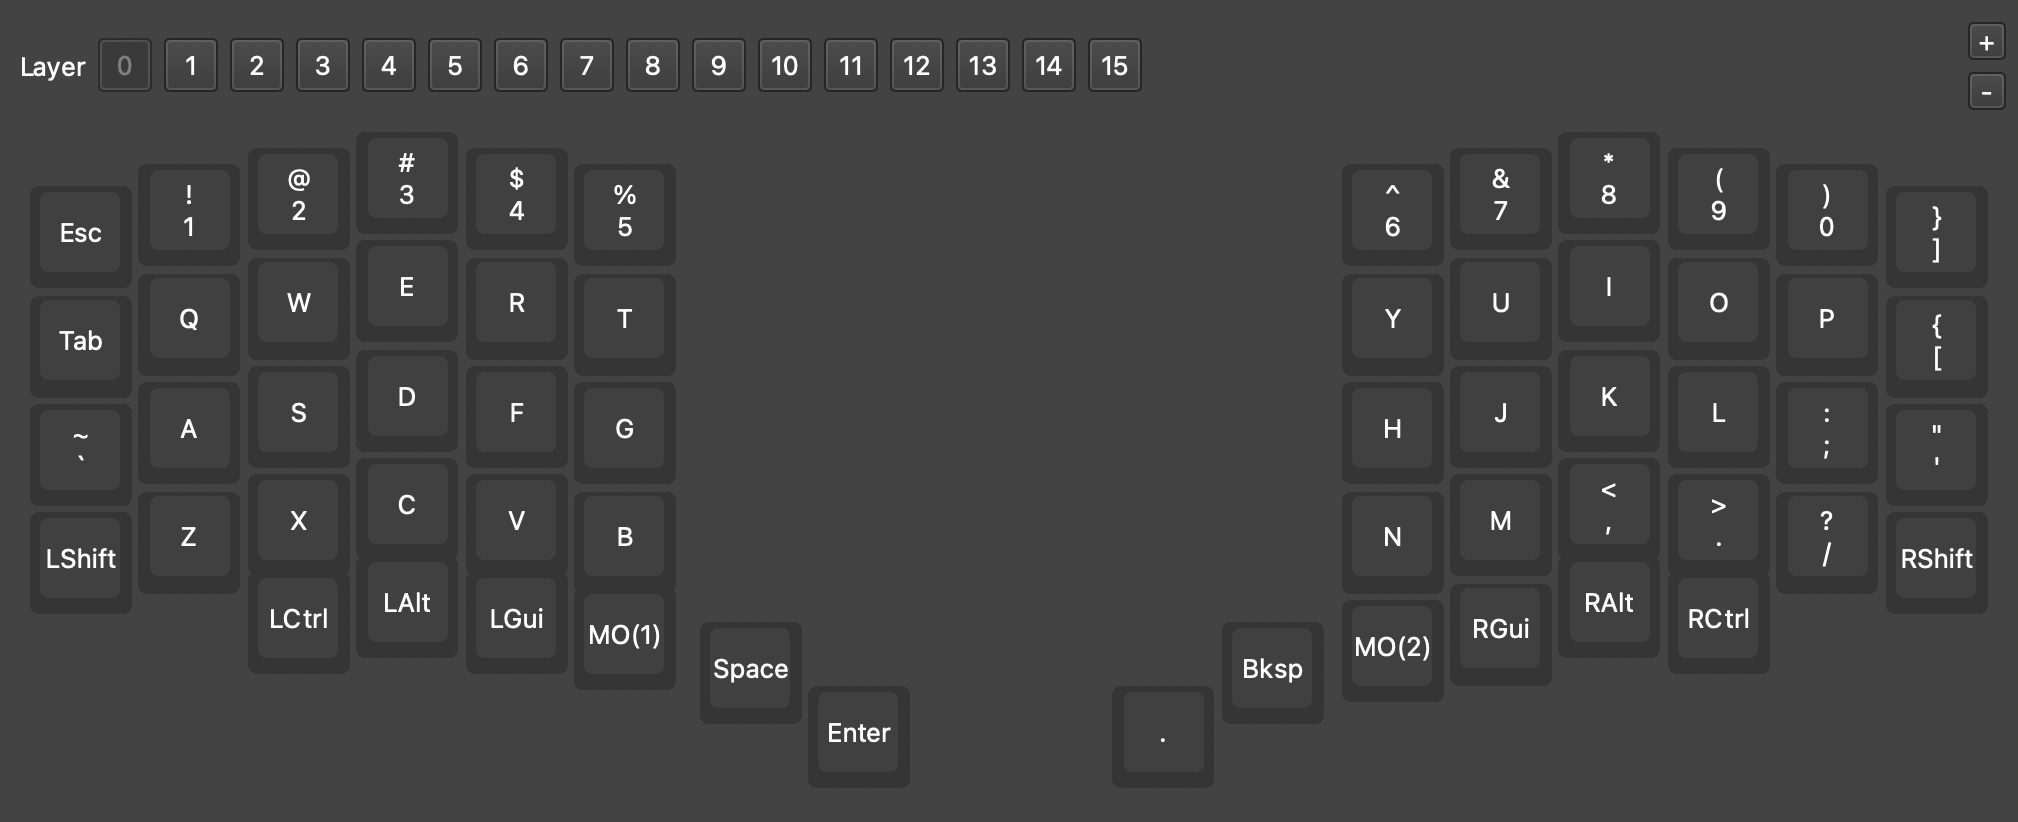 Layer 0 1 2 3 4 5 6 7 8 9 10 11 12 13 14 15
+
-
Esc ! 1 @ 2 # 3 $ 4 % 5 ^ 6 & 7 * 8 ( 9 ) 0 } ]
Tab Q W E R T Y U I O P { [
~ ` A S D F G H J K L : ; " '
LShift Z X C V B N M < , > . ? / RShift
LCtrl LAlt LGui MO(1) MO(2) RGui RAlt RCtrl
Space Bksp
Enter .